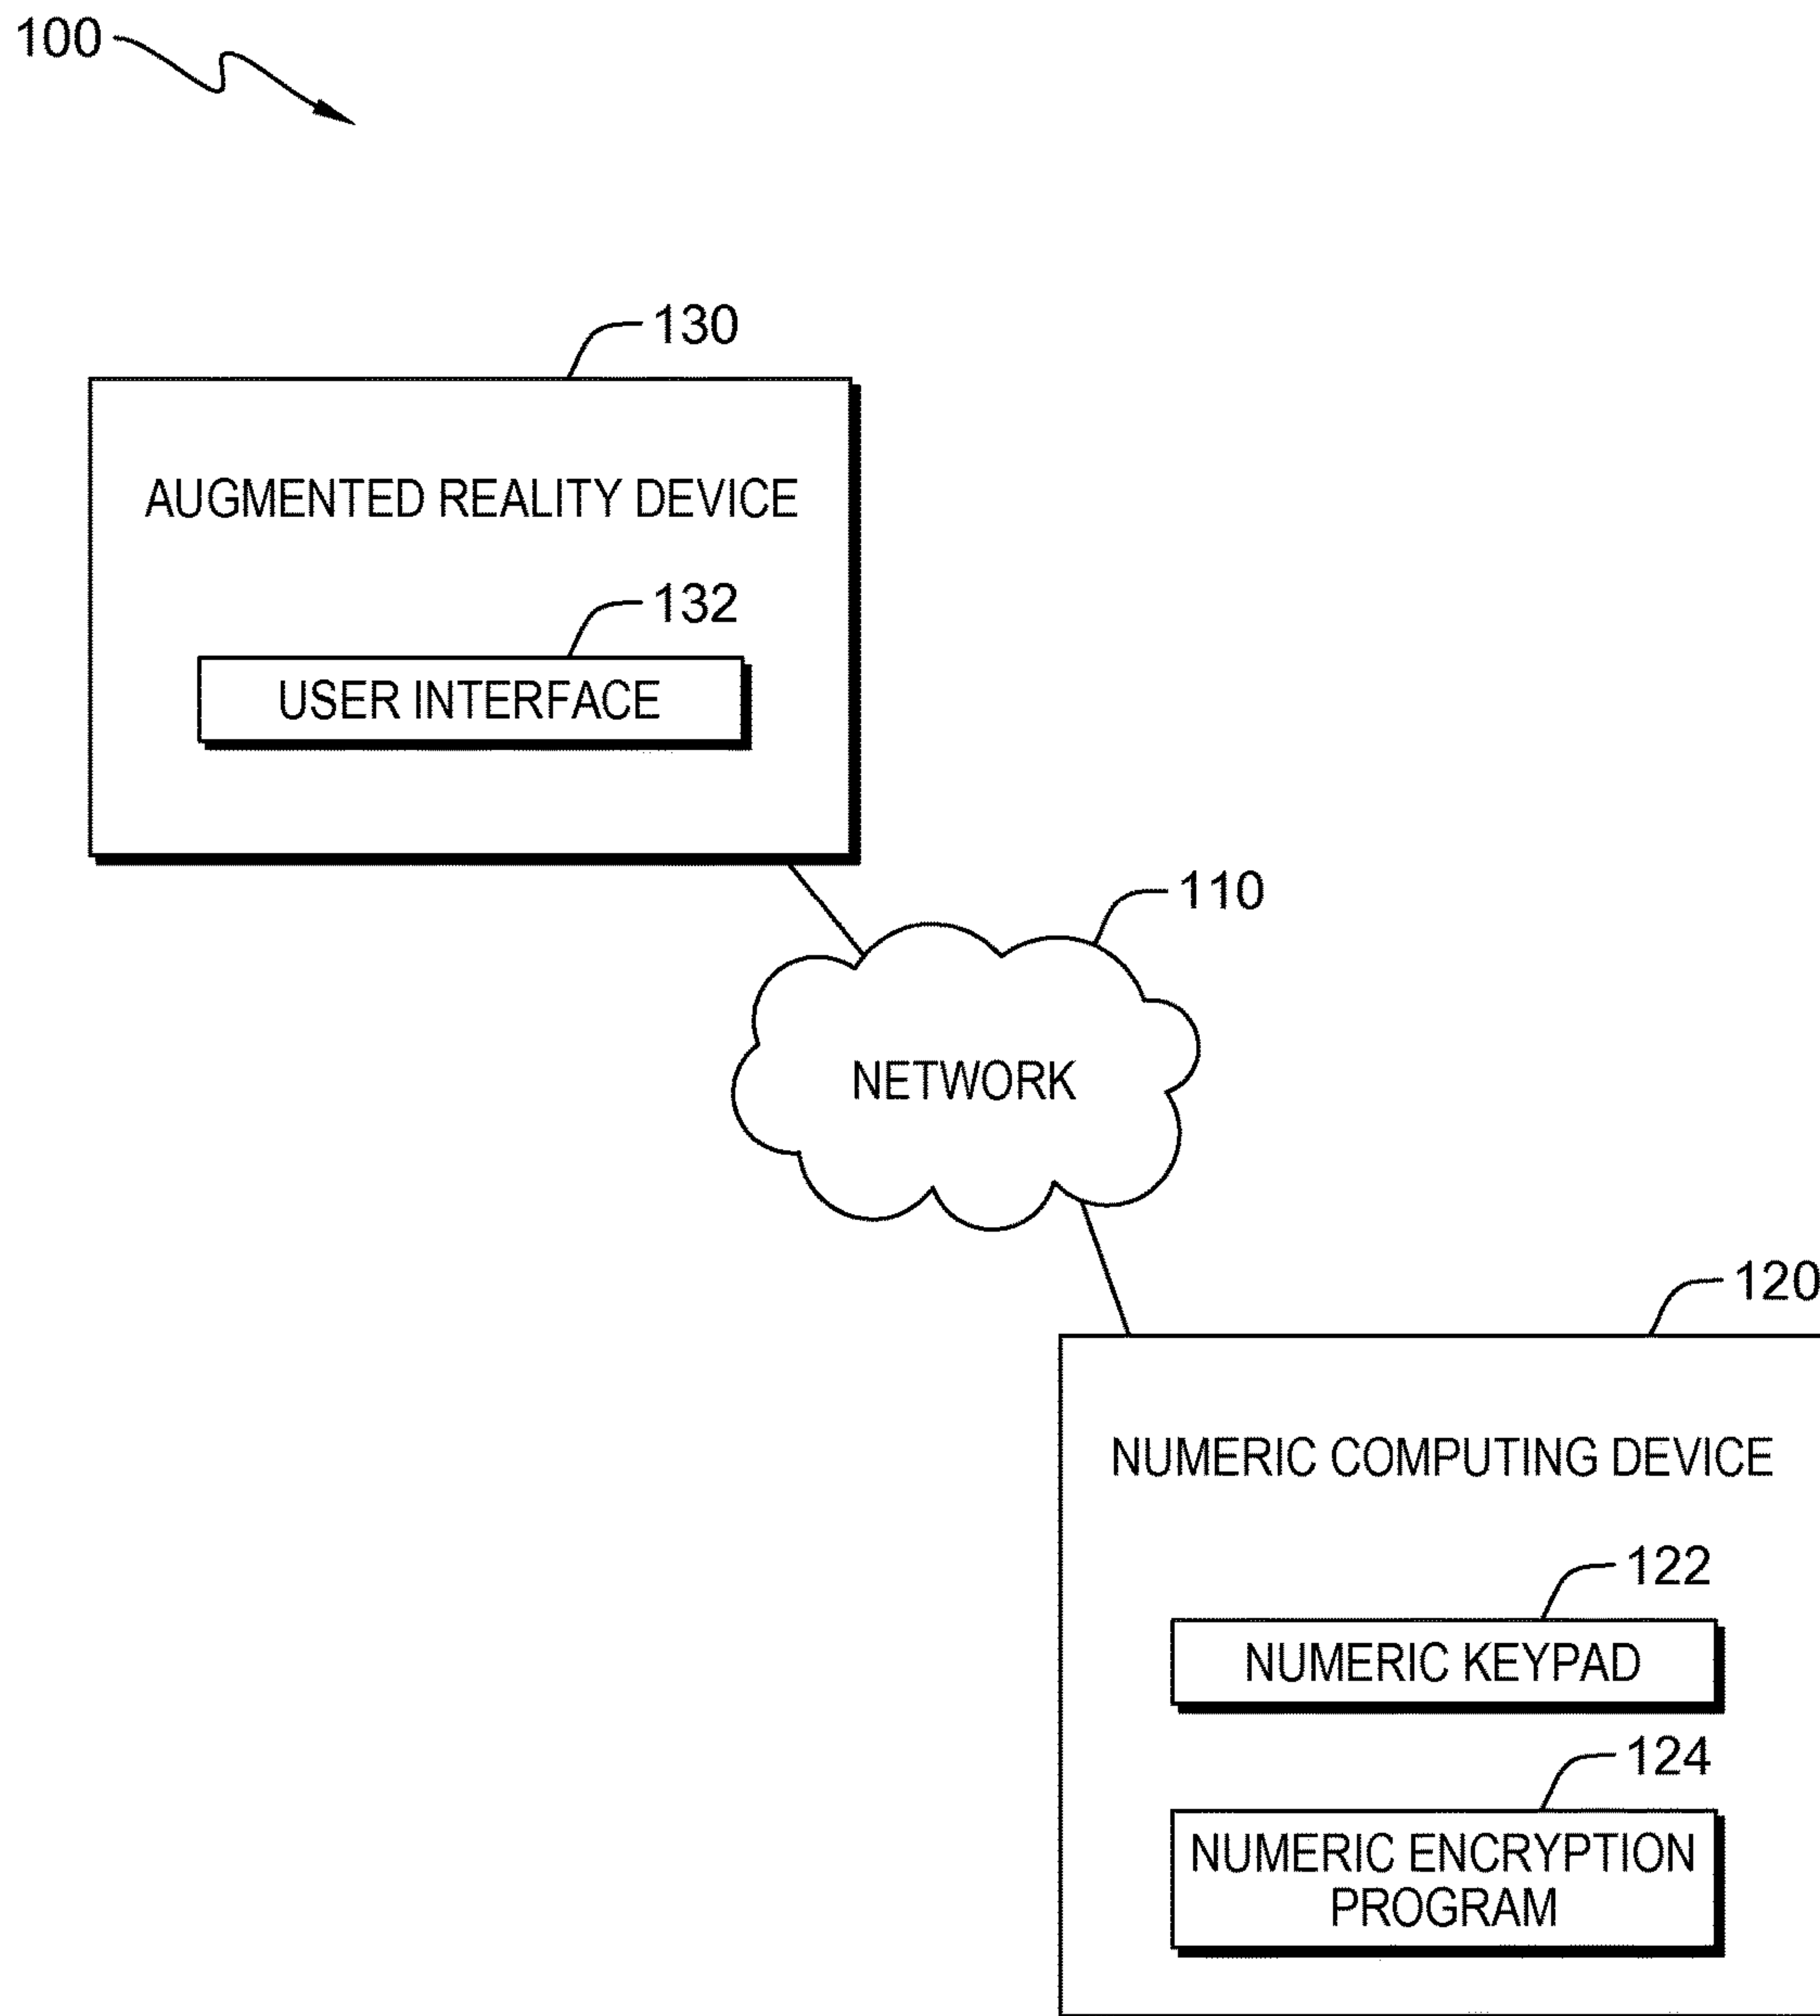 100
130
AUGMENTED REALITY DEVICE
132
USER INTERFACE
110
NETWORK
120
NUMERIC COMPUTING DEVICE
122
NUMERIC KEYPAD
124
NUMERIC ENCRYPTION
PROGRAM